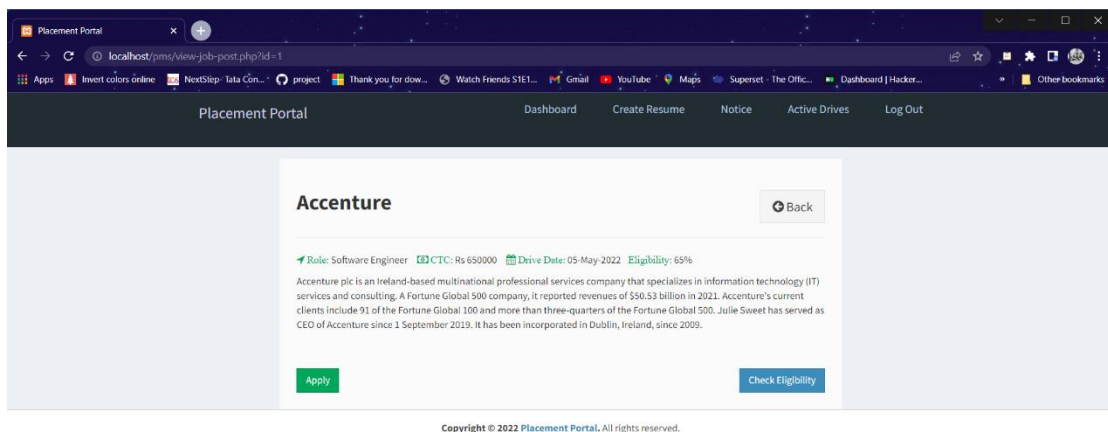 Placement Portal
localhost/pms/view-job-post.php?id=1
Apps Invert colors online NextStep- Tata Con... project Thank you for dow... Watch Friends S1E1... Gmail YouTube Maps Superset - The Offic... Dashboard | Hacker... » Other bookmarks
Placement Portal Dashboard Create Resume Notice Active Drives Log Out
Accenture
Back
Role: Software Engineer CTC: Rs 650000 Drive Date: 05-May-2022 Eligibility: 65%
Accenture plc is an Ireland-based multinational professional services company that specializes in information technology (IT)
services and consulting. A Fortune Global 500 company, it reported revenues of $50.53 billion in 2021. Accenture's current
clients include 91 of the Fortune Global 100 and more than three-quarters of the Fortune Global 500. Julie Sweet has served as
CEO of Accenture since 1 September 2019. It has been incorporated in Dublin, Ireland, since 2009.
Apply Check Eligibility
Copyright © 2022 Placement Portal. All rights reserved.